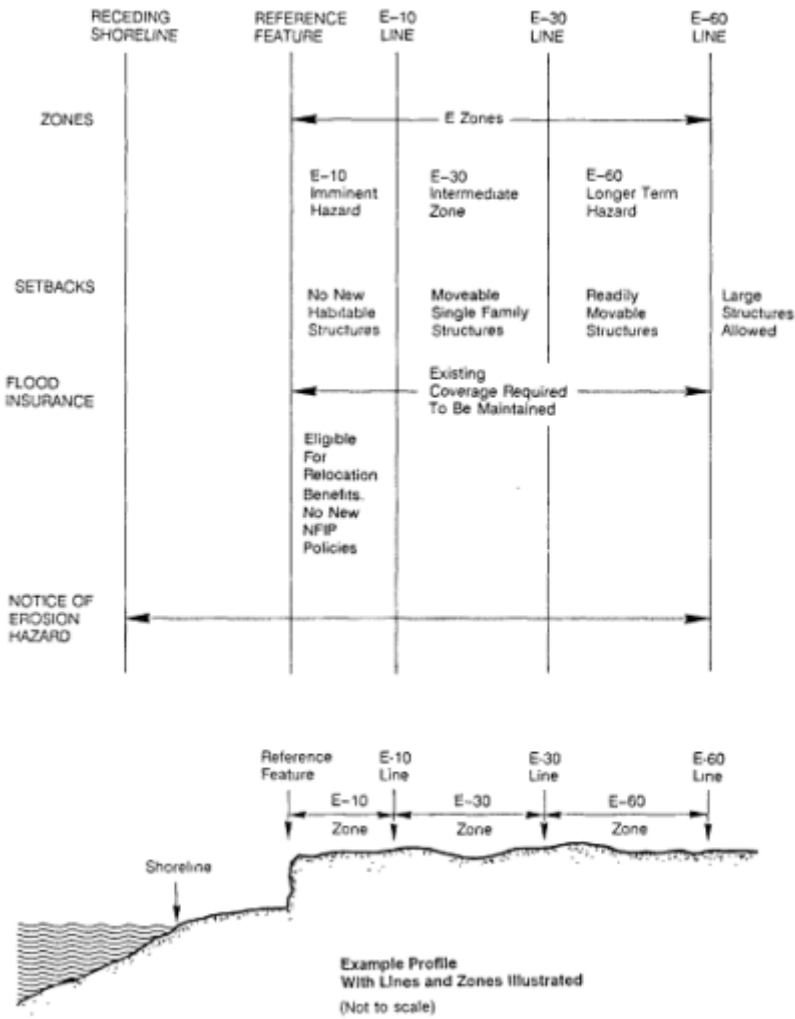 RECEDING
SHORELINE
REFERENCE
FEATURE
E-10
LINE
E-30
LINE
E-60
LINE
ZONES
E Zones
E-10
Imminent
Hazard
E-30
Intermediate
Zone
E-60
Longer Term
Hazard
SETBACKS
No New
Habitable
Structures
Moveable
Single Family
Structures
Readily
Movable
Structures
Large
Structures
Allowed
FLOOD
INSURANCE
Existing
Coverage Required
To Be Maintained
Eligible
For
Relocation
Benefits.
No New
NFIP
Policies
NOTICE OF
EROSION
HAZARD
Reference
Feature
E-10
Line
E-30
Line
E-60
Line
E-10
Zone
E-30
Zone
E-60
Zone
Shoreline
Example Profile
With Lines and Zones Illustrated
(Not to scale)